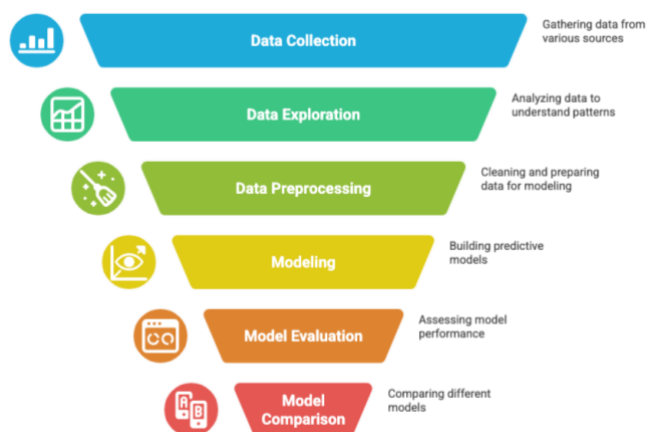 Data Collection
Gathering data from
various sources
Data Exploration
Analyzing data to
understand patterns
Data Preprocessing
Cleaning and preparing
data for modeling
Modeling
Building predictive
models
Model Evaluation
Assessing model
performance
A
B
Model
Comparison
Comparing different
models